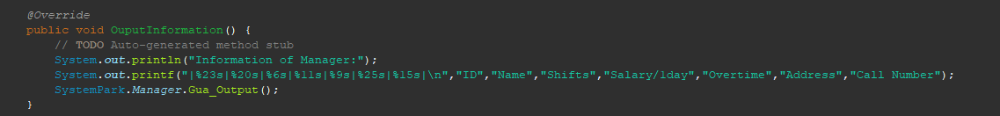 @Override
public void OuputInformation() {
// TODO Auto-generated method stub
System.out.println("Information of Manager:");
System.out.printf("|%23s|%20s|%6s|%11s|%9s|%25s|%15s|\n","ID","Name","Shifts","Salary/1day","Overtime","Address","Call Number");
SystemPark.Manager.Gua_Output();
}